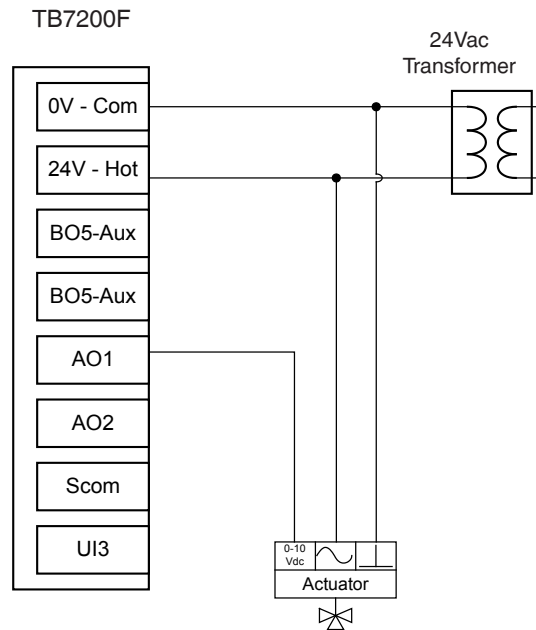 TB7200F
24Vac
Transformer
0V - Com
24V - Hot
BO5-Aux
BO5-Aux
AO1
AO2
Scom
UI3
0-10
Vdc
Actuator